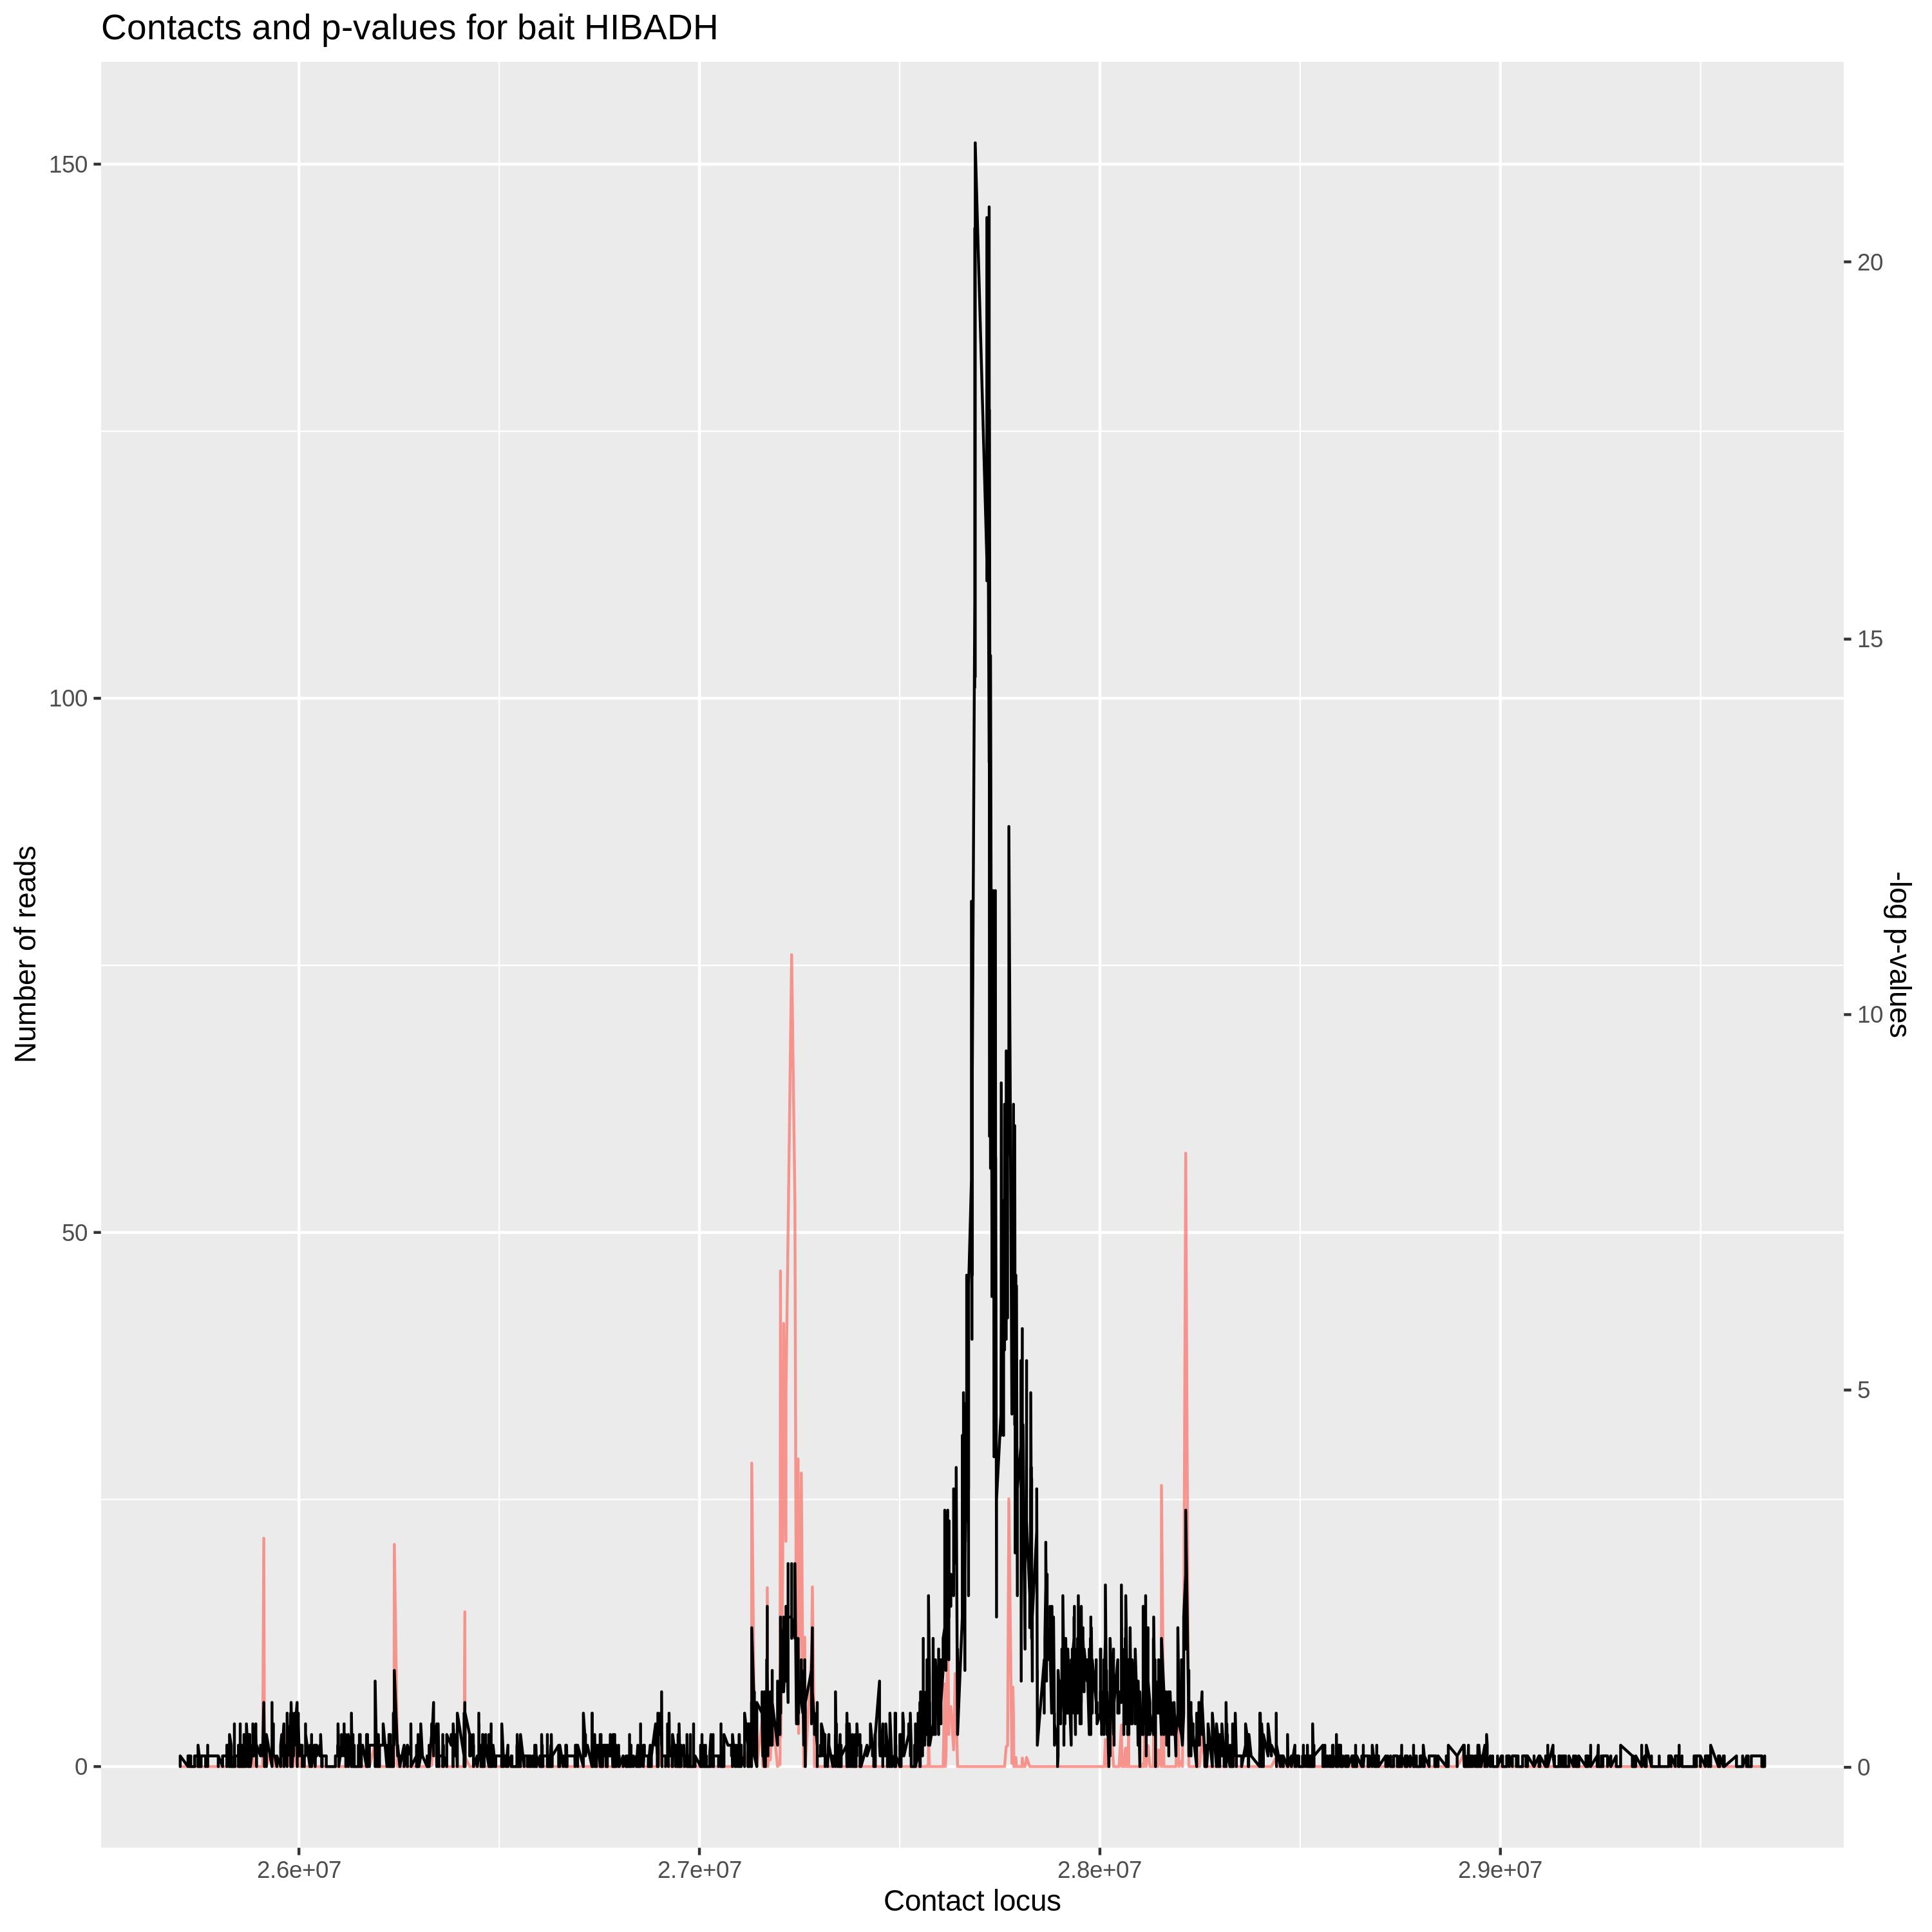 Contacts and p-values for bait HIBADH
150
100
50
0
Number of reads
20
15
10
5
0
-log p-values
2.6e+07 2.7e+07 2.8e+07 2.9e+07
Contact locus